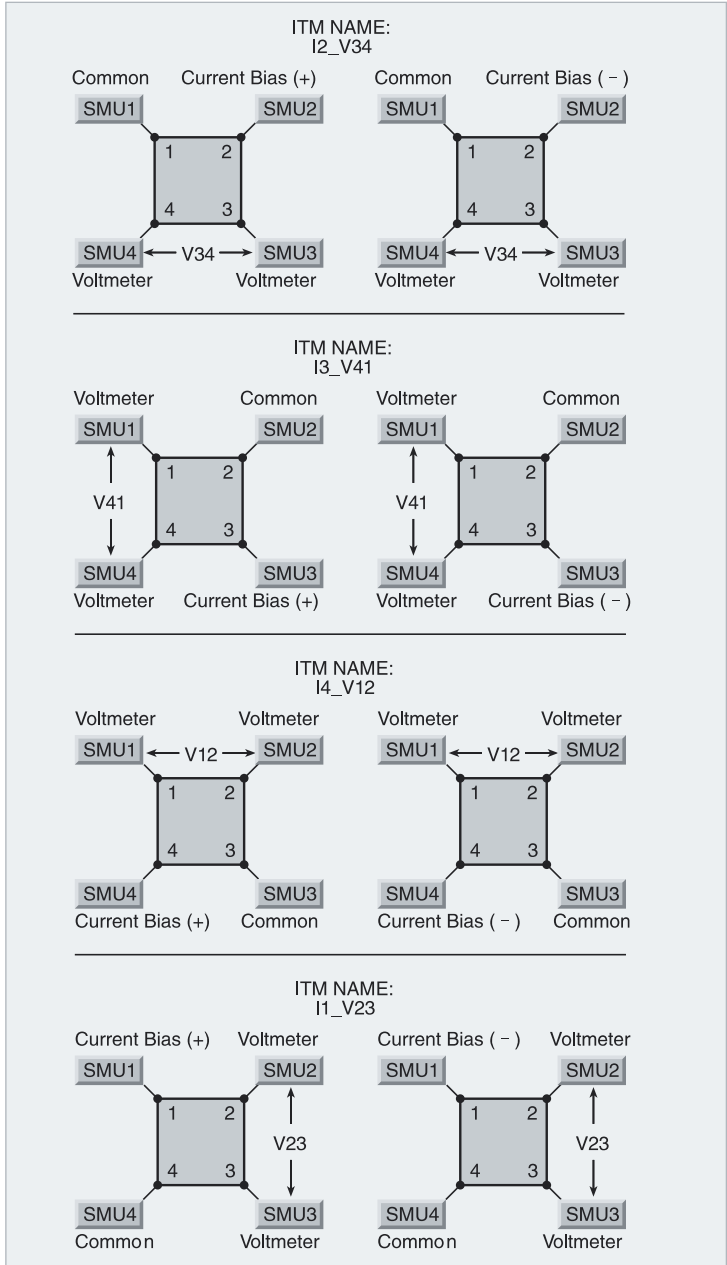 ITM NAME:
I2_V34
Common Current Bias (+) Common Current Bias ( − )
SMU1 SMU2 SMU1 SMU2
1 2 1 2
4 3 4 3
SMU4 V34 SMU3 SMU4 V34 SMU3
Voltmeter Voltmeter Voltmeter Voltmeter
ITM NAME:
I3_V41
Voltmeter Common Voltmeter Common
SMU1 SMU2 SMU1 SMU2
1 2 1 2
V41 V41
4 3 4 3
SMU4 SMU3 SMU4 SMU3
Voltmeter Current Bias (+) Voltmeter Current Bias ( − )
ITM NAME:
I4_V12
Voltmeter Voltmeter Voltmeter Voltmeter
SMU1 V12 SMU2 SMU1 V12 SMU2
1 2 1 2
4 3 4 3
SMU4 SMU3 SMU4 SMU3
Current Bias (+) Common Current Bias ( − ) Common
ITM NAME:
I1_V23
Current Bias (+) Voltmeter Current Bias ( − ) Voltmeter
SMU1 SMU2 SMU1 SMU2
1 2 1 2
V23 V23
4 3 4 3
SMU4 SMU3 SMU4 SMU3
Common Voltmeter Common Voltmeter